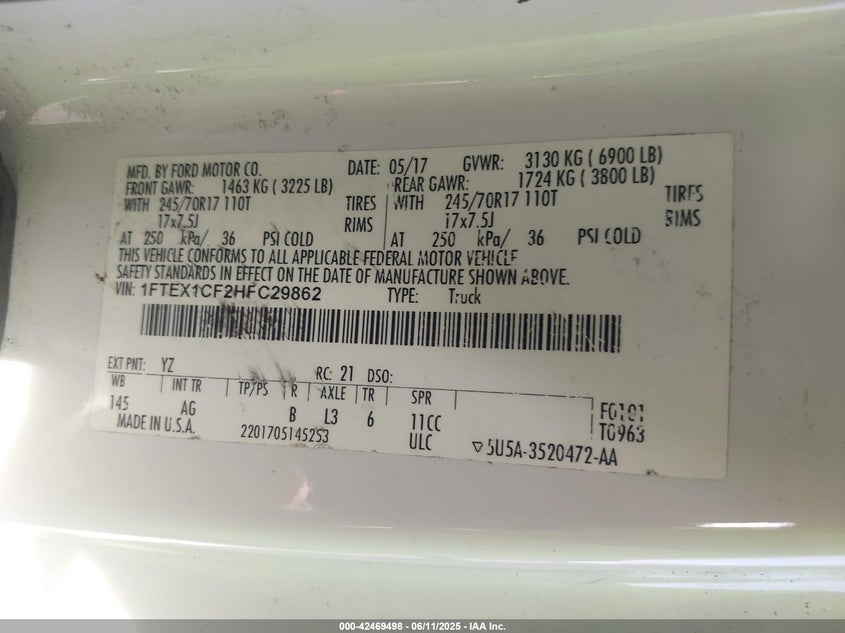 MFD. BY FORD MOTOR CO. DATE: 05/17 GVWR: 3130 KG ( 6900 LB)
FRONT GAWR: 1463 KG ( 3225 LB) REAR GAWR: 1724 KG ( 3800 LB)
WITH 245/70R17 110T TIRES WITH 245/70R17 110T TIRES
17x7.5J RIMS 17x7.5J RIMS
AT 250 kPa/ 36 PSI COLD AT 250 kPa/ 36 PSI COLD
THIS VEHICLE CONFORMS TO ALL APPLICABLE FEDERAL MOTOR VEHICLE
SAFETY STANDARDS IN EFFECT ON THE DATE OF MANUFACTURE SHOWN ABOVE.
VIN: 1FTEX1CF2HFC29862 TYPE: Truck
EXT PNT: YZ RC: 21 DSO:
WB INT TR TP/PS R AXLE TR SPR
145 AG B L3 6 11CC F0101
MADE IN U.S.A. 2201705145253 ULC T0963
▽5U5A-3520472-AA
000-42469498 - 06/11/2025 - IAA Inc.